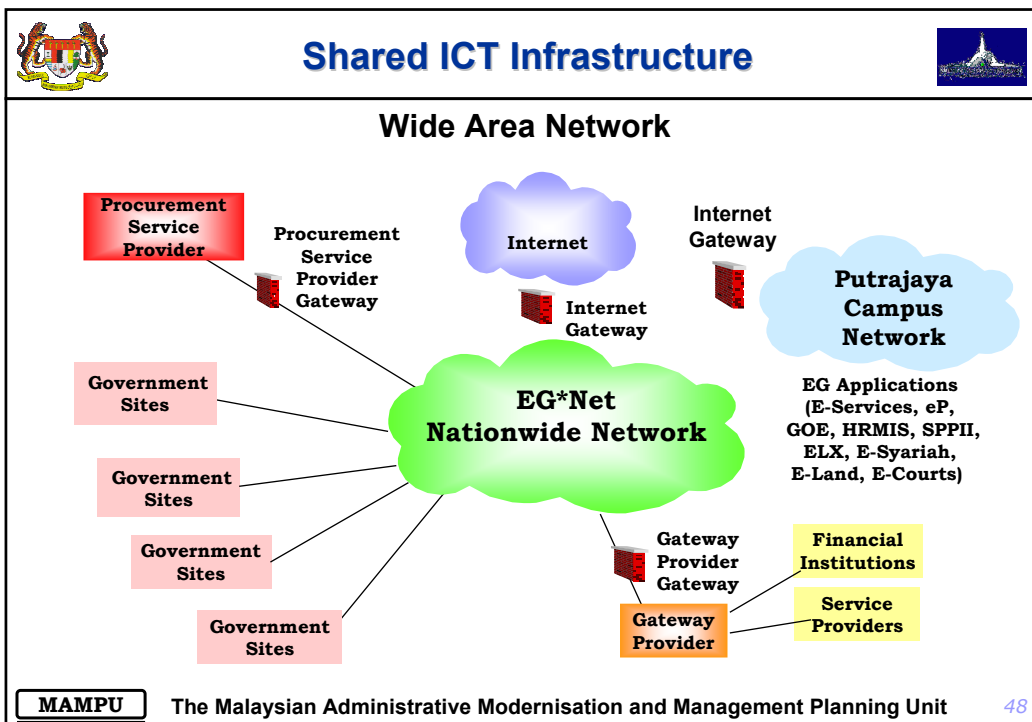 Shared ICT Infrastructure
Wide Area Network
Procurement
Service
Provider
Procurement
Service
Provider
Gateway
Internet
Internet
Gateway
Internet
Gateway
Putrajaya
Campus
Network
EG Applications
(E-Services, eP,
GOE, HRMIS, SPPII,
ELX, E-Syariah,
E-Land, E-Courts)
EG*Net
Nationwide Network
Government
Sites
Government
Sites
Government
Sites
Government
Sites
Gateway
Provider
Gateway
Gateway
Provider
Financial
Institutions
Service
Providers
MAMPU
The Malaysian Administrative Modernisation and Management Planning Unit
48